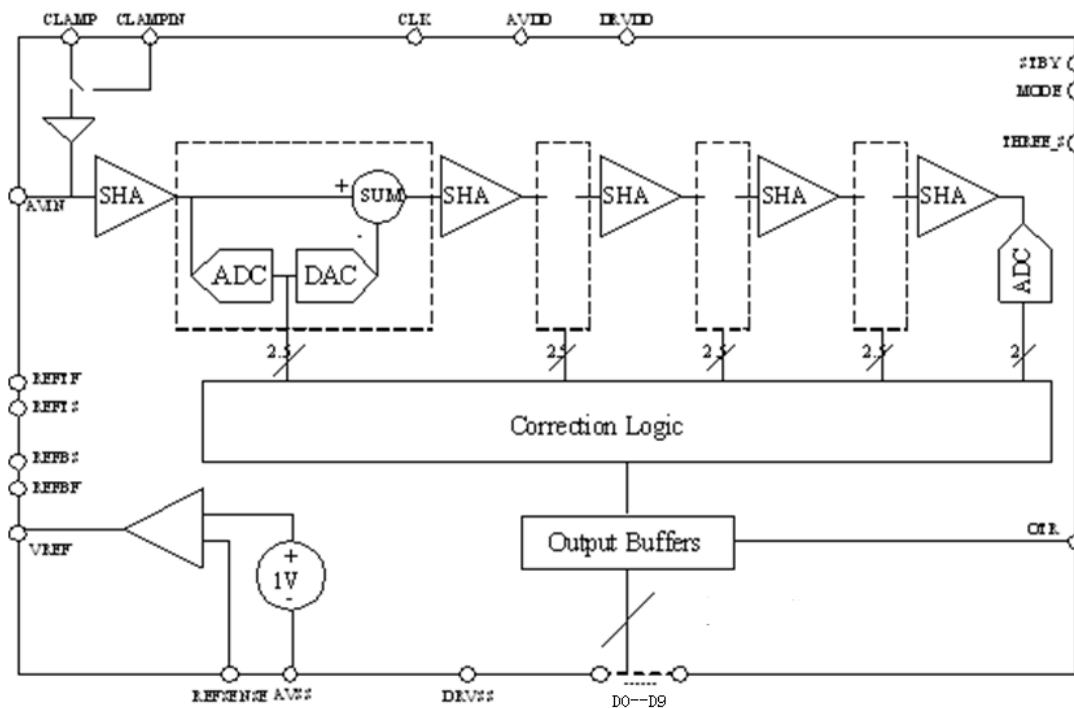 CLAMP CLAMPIN CLK AVDD DRVDD
STBY
MODE
THREE_S
AVIN
SHA
+
SUM
-
SHA
SHA
SHA
SHA
ADC
DAC
ADC
2.5
2.5
2.5
2.5
2
REFTF
REFTS
REFBS
REFBF
VREF
Correction Logic
Output Buffers
OTR
+
1V
-
REFSENSE AVSS DRVSS D0--D9